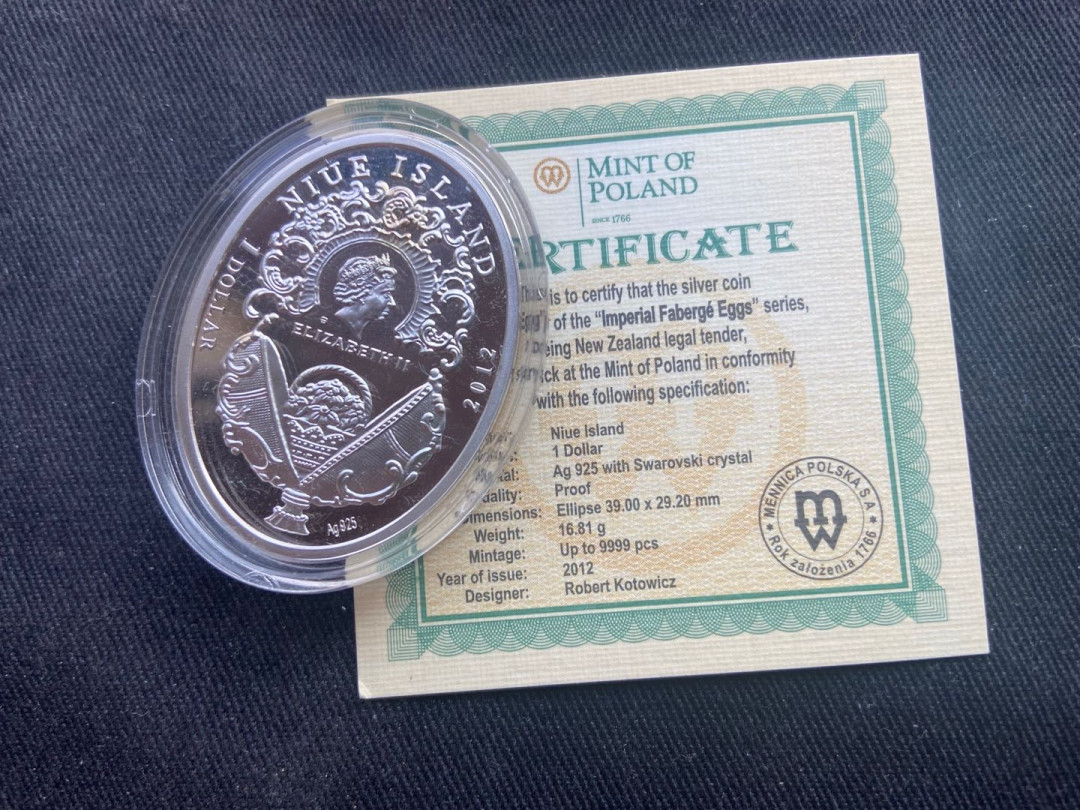 NIUE ISLAND
1 DOLLAR
ELIZABETH II
2012
Ag 925
MINT OF
POLAND
SINCE 1766
RTIFICATE
is to certify that the silver coin
of the “Imperial Fabergé Eggs” series,
being New Zealand legal tender,
at the Mint of Poland in conformity
with the following specification:
Niue Island
1 Dollar
Ag 925 with Swarovski crystal
Proof
Dimensions: Ellipse 39.00 x 29.20 mm
Weight: 16.81 g
Mintage: Up to 9999 pcs
Year of issue: 2012
Designer: Robert Kotowicz
MENNICA POLSKA S.A.
Rok założenia 1766